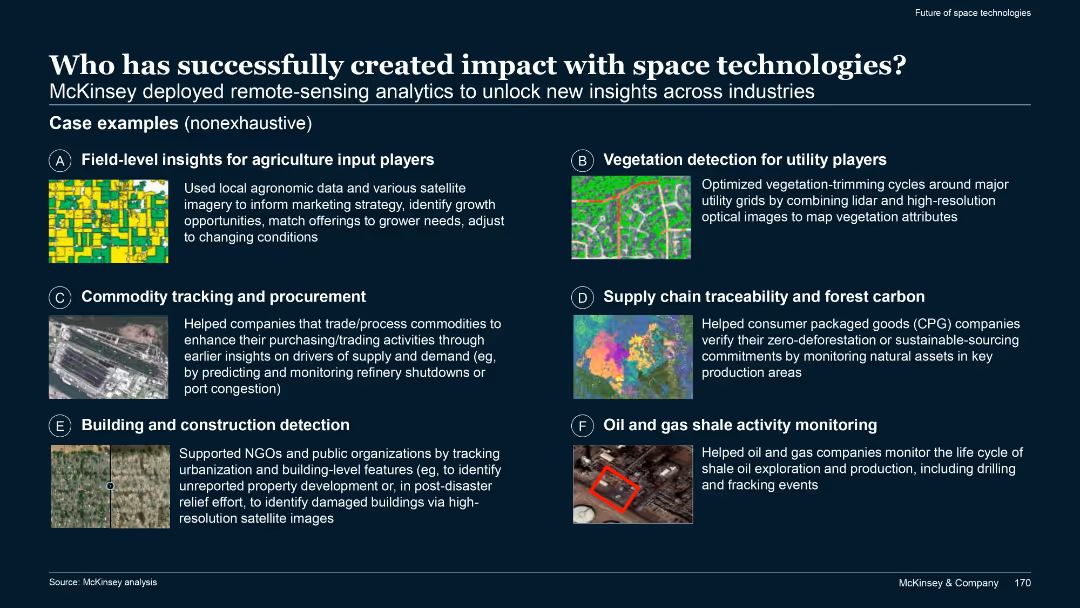 Future of space technologies
Who has successfully created impact with space technologies?
McKinsey deployed remote-sensing analytics to unlock new insights across industries
Case examples (nonexhaustive)
A Field-level insights for agriculture input players
Used local agronomic data and various satellite
imagery to inform marketing strategy, identify growth
opportunities, match offerings to grower needs, adjust
to changing conditions
B Vegetation detection for utility players
Optimized vegetation-trimming cycles around major
utility grids by combining lidar and high-resolution
optical images to map vegetation attributes
C Commodity tracking and procurement
Helped companies that trade/process commodities to
enhance their purchasing/trading activities through
earlier insights on drivers of supply and demand (eg,
by predicting and monitoring refinery shutdowns or
port congestion)
D Supply chain traceability and forest carbon
Helped consumer packaged goods (CPG) companies
verify their zero-deforestation or sustainable-sourcing
commitments by monitoring natural assets in key
production areas
E Building and construction detection
Supported NGOs and public organizations by tracking
urbanization and building-level features (eg, to identify
unreported property development or, in post-disaster
relief effort, to identify damaged buildings via high-
resolution satellite images
F Oil and gas shale activity monitoring
Helped oil and gas companies monitor the life cycle of
shale oil exploration and production, including drilling
and fracking events
Source: McKinsey analysis
McKinsey & Company 170